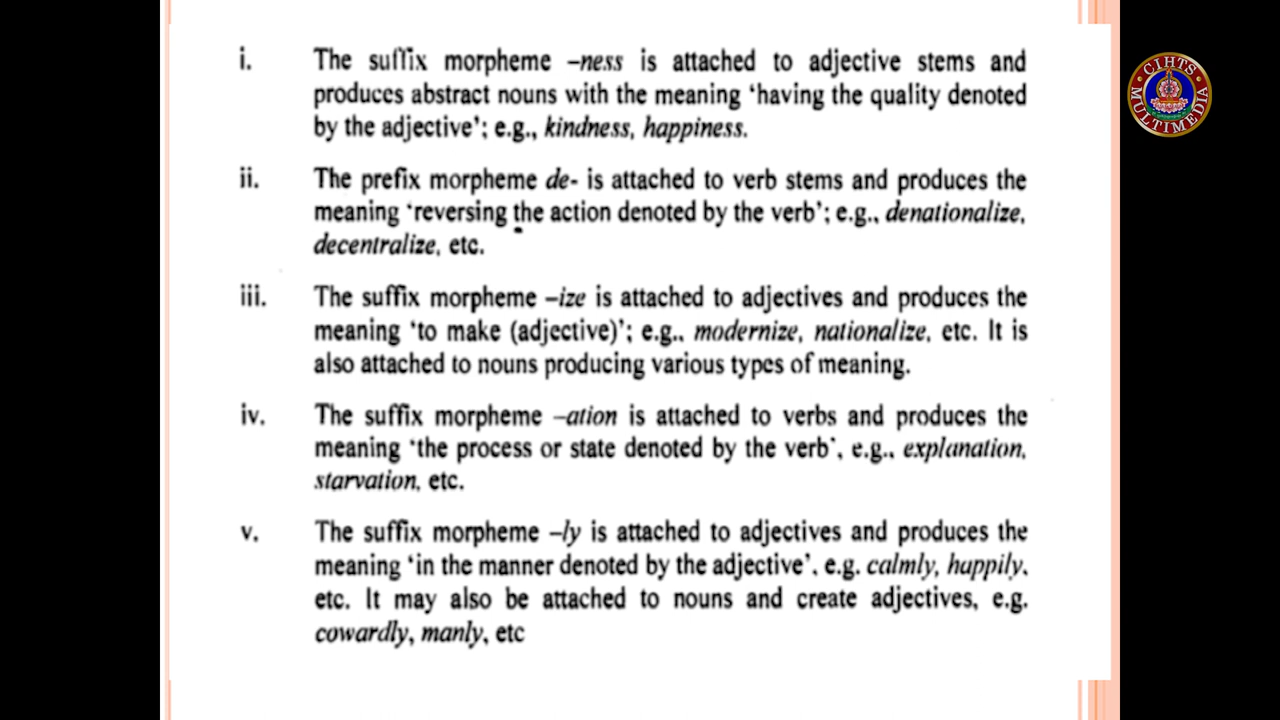 i. The suffix morpheme –ness is attached to adjective stems and
produces abstract nouns with the meaning ‘having the quality denoted
by the adjective’; e.g., kindness, happiness.
ii. The prefix morpheme de- is attached to verb stems and produces the
meaning ‘reversing the action denoted by the verb’; e.g., denationalize,
decentralize, etc.
iii. The suffix morpheme –ize is attached to adjectives and produces the
meaning ‘to make (adjective)’; e.g., modernize, nationalize, etc. It is
also attached to nouns producing various types of meaning.
iv. The suffix morpheme –ation is attached to verbs and produces the
meaning ‘the process or state denoted by the verb’, e.g., explanation,
starvation, etc.
v. The suffix morpheme –ly is attached to adjectives and produces the
meaning ‘in the manner denoted by the adjective’, e.g. calmly, happily,
etc. It may also be attached to nouns and create adjectives, e.g.
cowardly, manly, etc
CIHTS
MULTIMEDIA